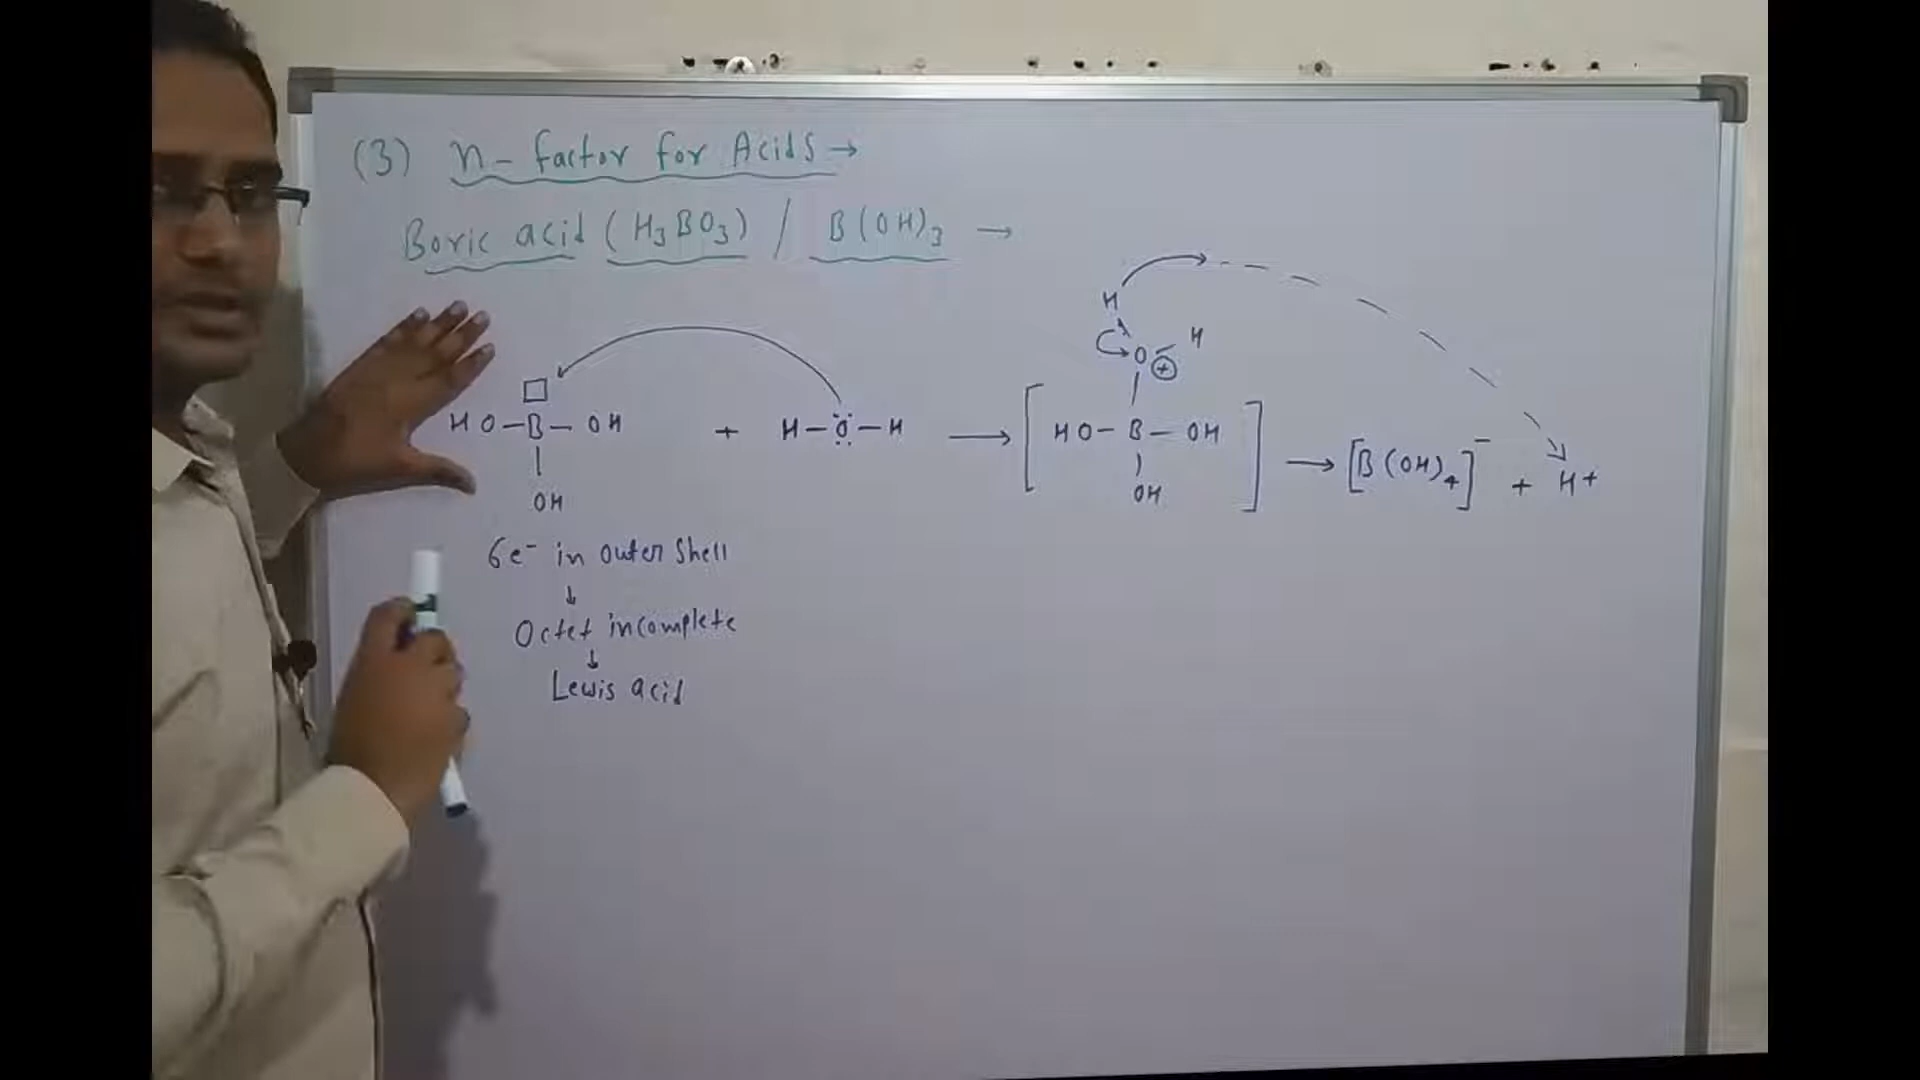 (3) n-factor for Acids →
Boric acid (H₃BO₃) / B(OH)₃ →
H
O H
⊕
□
HO-B-OH + H-Ö-H → [HO-B-OH] → [B(OH)₄]⁻ + H+
OH OH
6e⁻ in outer shell
↓
Octet incomplete
↓
Lewis acid